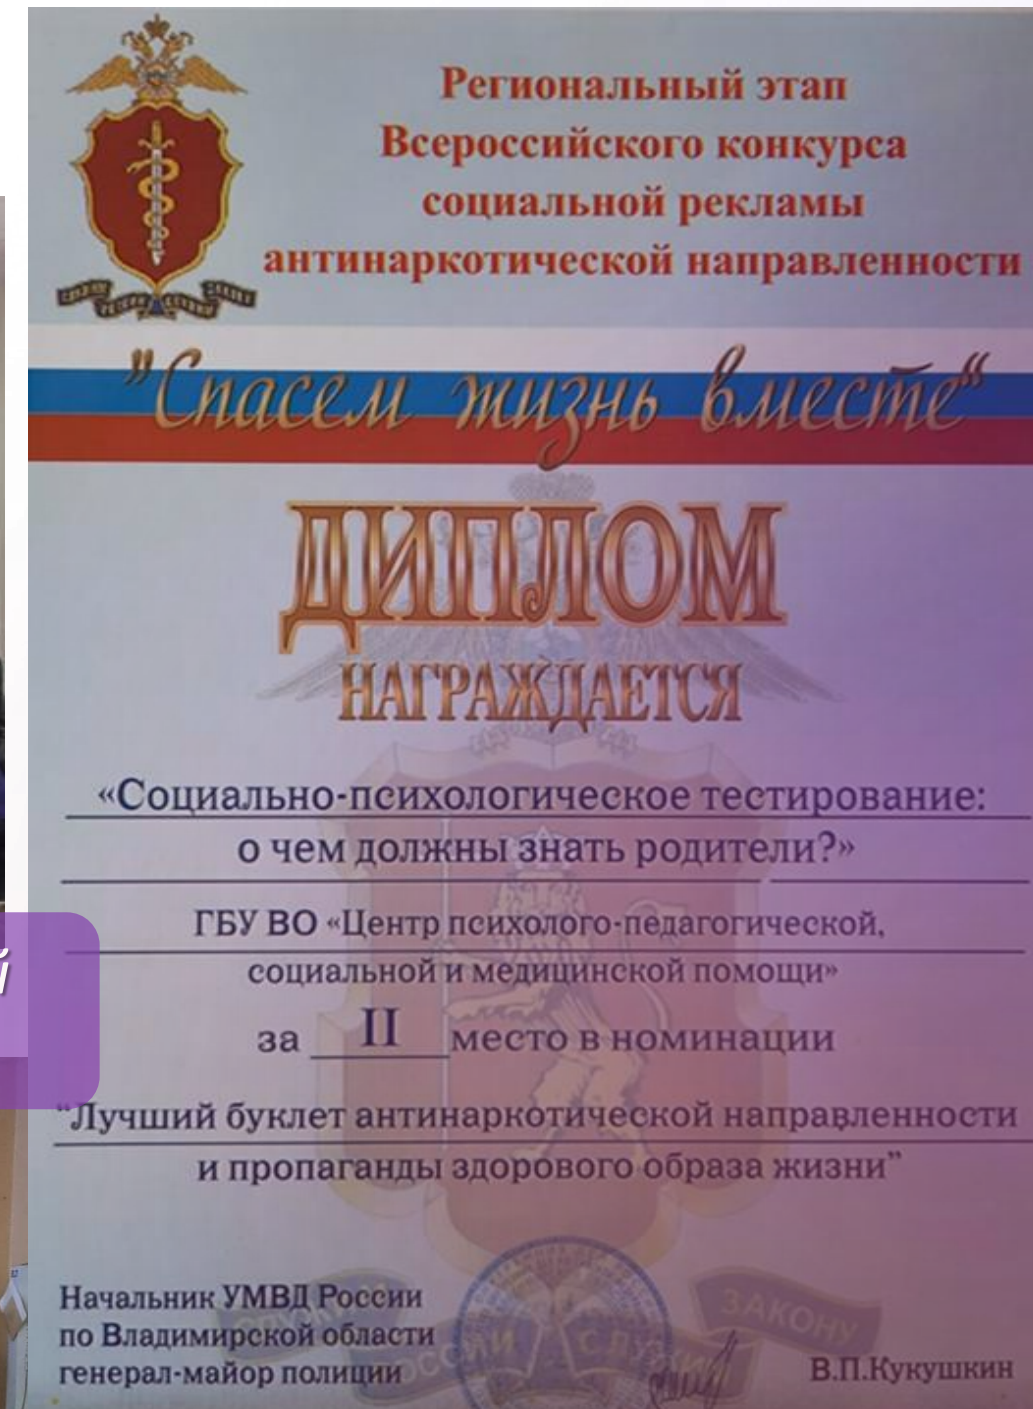 Региональный этап
Всероссийского конкурса
социальной рекламы
антинаркотической направленности
"Спасем жизнь вместе"
ДИПЛОМ
НАГРАЖДАЕТСЯ
«Социально-психологическое тестирование:
о чем должны знать родители?»
ГБУ ВО «Центр психолого-педагогической,
социальной и медицинской помощи»
за II место в номинации
"Лучший буклет антинаркотической направленности
и пропаганды здорового образа жизни"
Начальник УМВД России
по Владимирской области
генерал-майор полиции
В.П.Кукушкин
СЛУЖИМ ЗАКОНУ
й